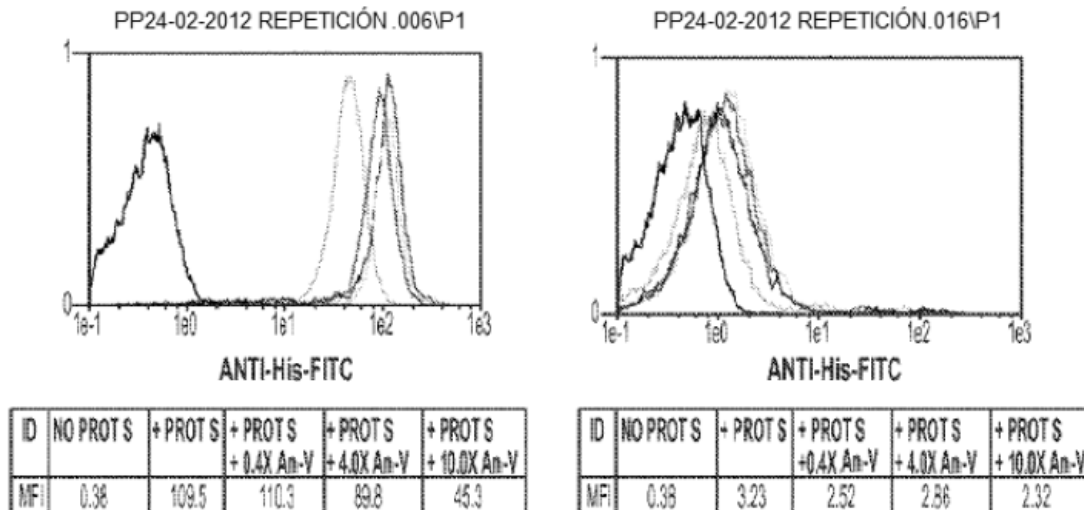 PP24-02-2012 REPETICIÓN .006\P1
1
0
1e-1 1e0 1e1 1e2 1e3
ANTI-His-FITC
ID NO PROT S + PROT S + PROT S + 0.4X An-V + PROT S + 4.0X An-V + PROT S + 10.0X An-V
MFI 0.38 109.5 110.3 89.8 45.3
PP24-02-2012 REPETICIÓN .016\P1
1
0
1e-1 1e0 1e1 1e2 1e3
ANTI-His-FITC
ID NO PROT S + PROT S + PROT S +0.4X An-V + PROT S + 4.0X An-V + PROT S + 10.0X An-V
MFI 0.38 3.23 2.52 2.86 2.32